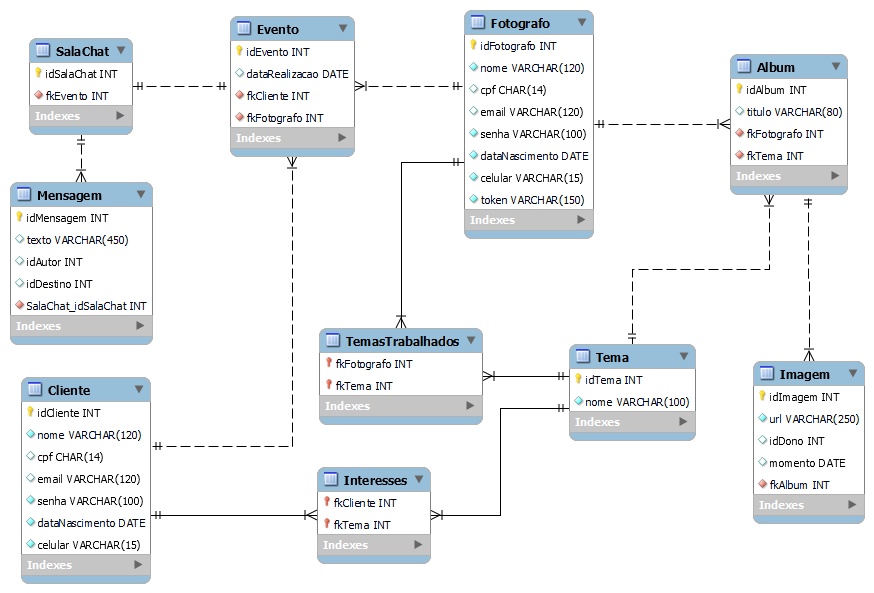 SalaChat
idSalaChat INT
fkEvento INT
Indexes
Evento
idEvento INT
dataRealizacao DATE
fkCliente INT
fkFotografo INT
Indexes
Fotografo
idFotografo INT
nome VARCHAR(120)
cpf CHAR(14)
email VARCHAR(120)
senha VARCHAR(100)
dataNascimento DATE
celular VARCHAR(15)
token VARCHAR(150)
Indexes
Album
idAlbum INT
titulo VARCHAR(80)
fkFotografo INT
fkTema INT
Indexes
Mensagem
idMensagem INT
texto VARCHAR(450)
idAutor INT
idDestino INT
SalaChat_idSalaChat INT
Indexes
TemasTrabalhados
fkFotografo INT
fkTema INT
Indexes
Tema
idTema INT
nome VARCHAR(100)
Indexes
Imagem
idImagem INT
url VARCHAR(250)
idDono INT
momento DATE
fkAlbum INT
Indexes
Cliente
idCliente INT
nome VARCHAR(120)
cpf CHAR(14)
email VARCHAR(120)
senha VARCHAR(100)
dataNascimento DATE
celular VARCHAR(15)
Indexes
Interesses
fkCliente INT
fkTema INT
Indexes